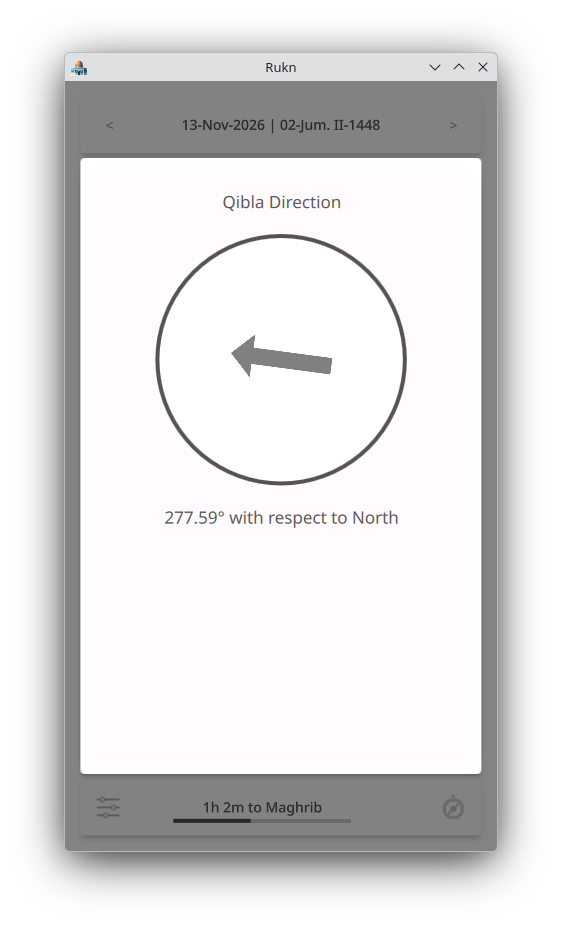 Rukn
< 13-Nov-2026 | 02-Jum. II-1448 >
Qibla Direction
277.59° with respect to North
1h 2m to Maghrib